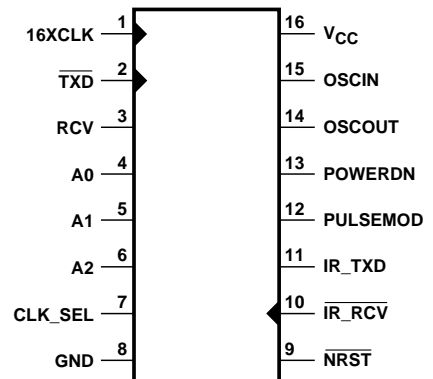 16XCLK 1 16 VCC
TXD 2 15 OSCIN
RCV 3 14 OSCOUT
A0 4 13 POWERDN
A1 5 12 PULSEMOD
A2 6 11 IR_TXD
CLK_SEL 7 10 IR_RCV
GND 8 9 NRST